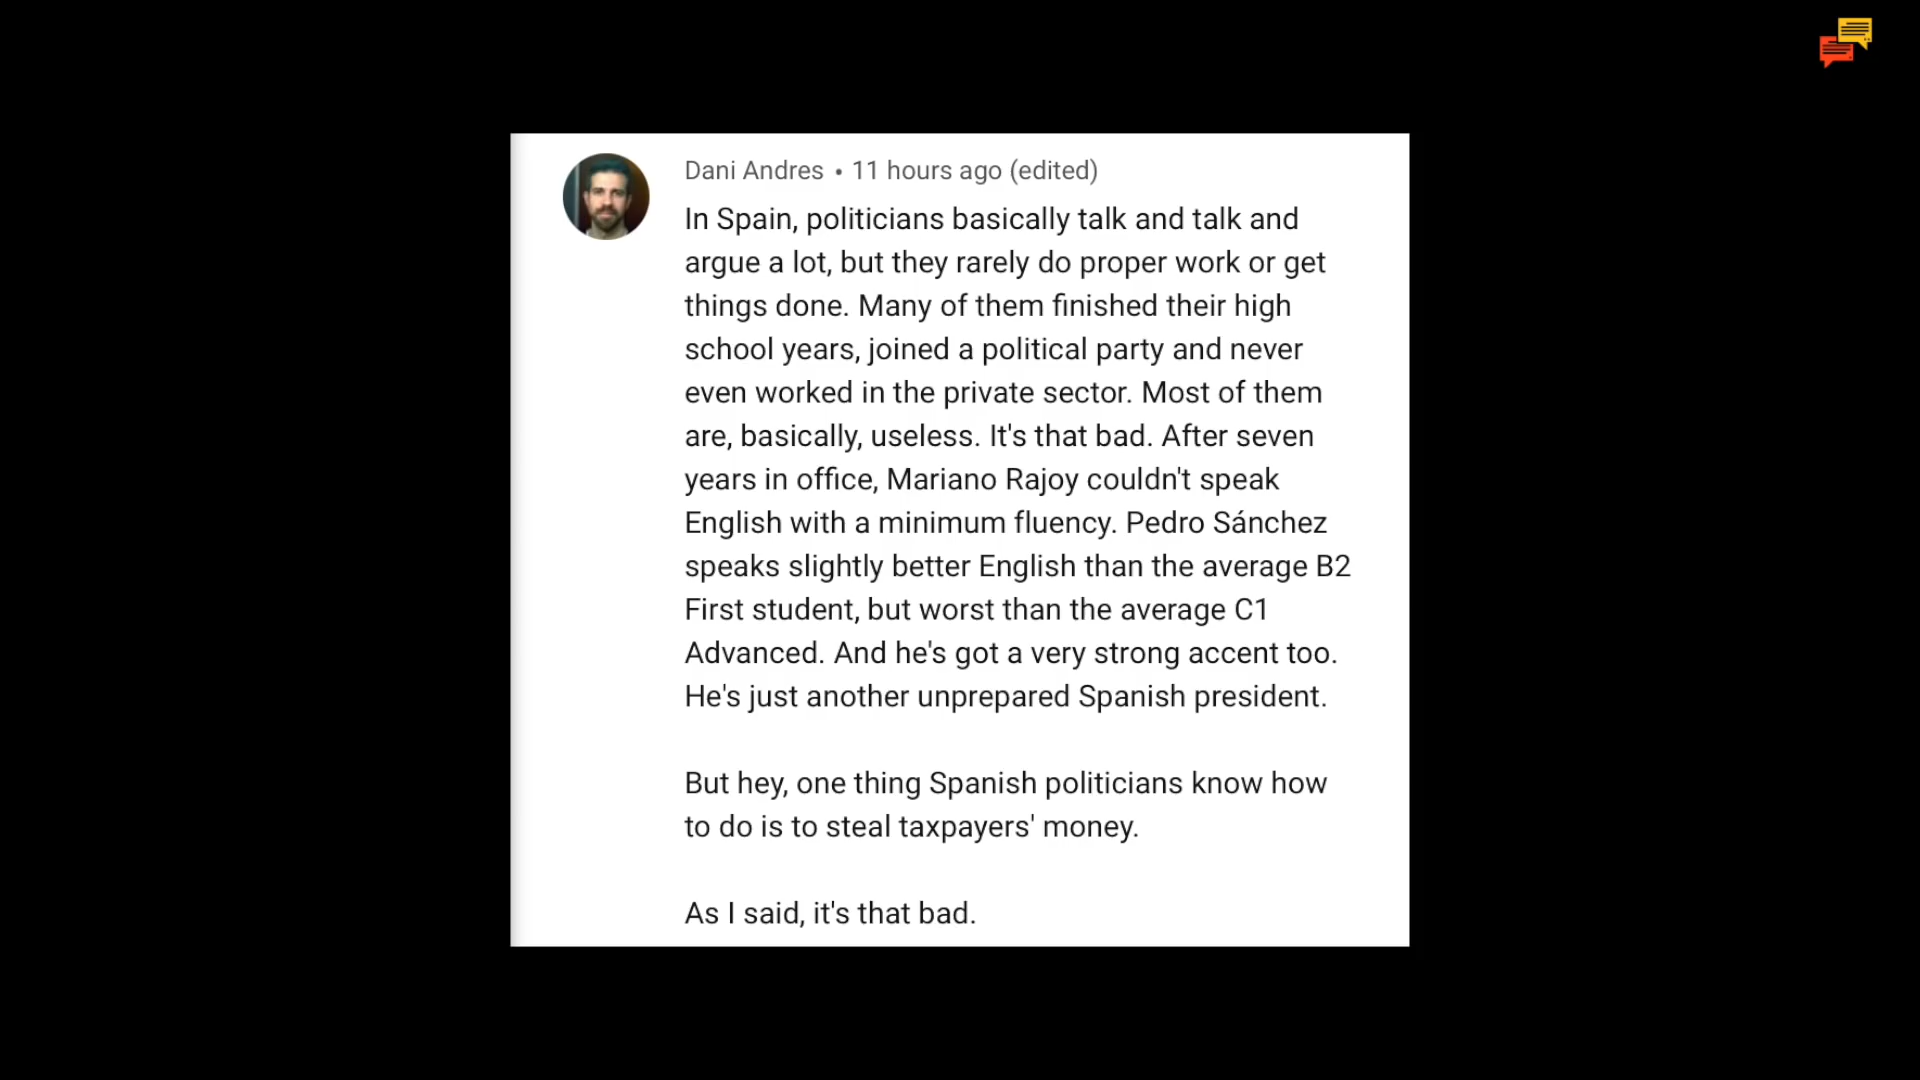 Dani Andres • 11 hours ago (edited)
In Spain, politicians basically talk and talk and
argue a lot, but they rarely do proper work or get
things done. Many of them finished their high
school years, joined a political party and never
even worked in the private sector. Most of them
are, basically, useless. It's that bad. After seven
years in office, Mariano Rajoy couldn't speak
English with a minimum fluency. Pedro Sánchez
speaks slightly better English than the average B2
First student, but worst than the average C1
Advanced. And he's got a very strong accent too.
He's just another unprepared Spanish president.
But hey, one thing Spanish politicians know how
to do is to steal taxpayers' money.
As I said, it's that bad.